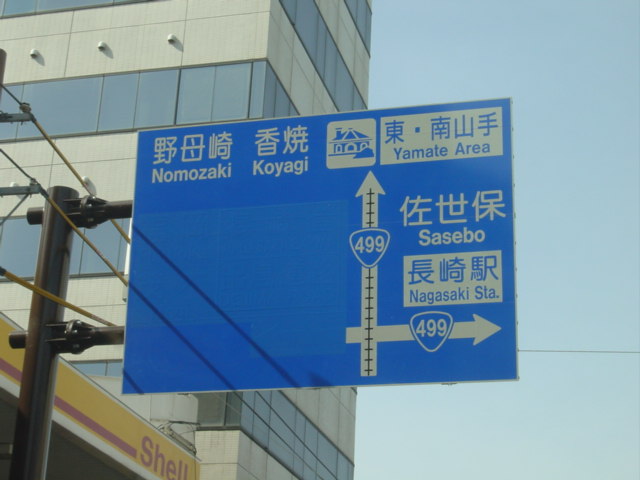 野母崎 香焼
Nomozaki Koyagi
東・南山手
Yamate Area
佐世保
Sasebo
499
長崎駅
Nagasaki Sta.
499
Shell